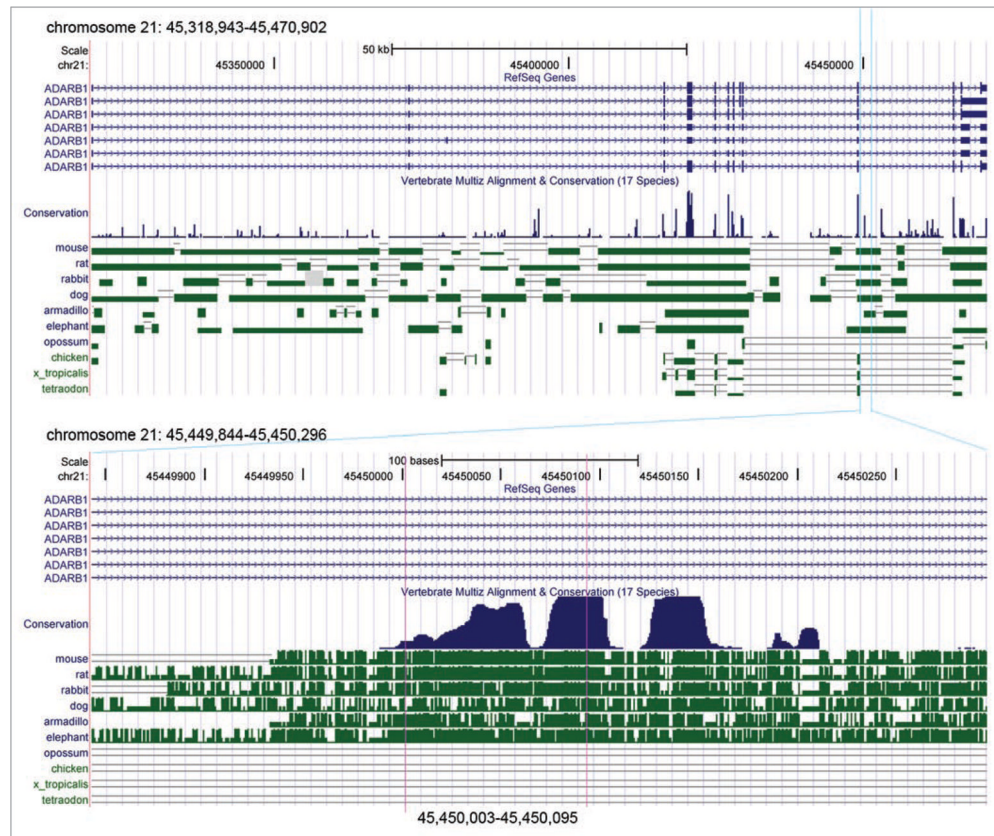 chromosome 21: 45,318,943-45,470,902
Scale 50 kb
chr21: 45350000 45400000 45450000
RefSeq Genes
ADARB1
ADARB1
ADARB1
ADARB1
ADARB1
ADARB1
ADARB1
Vertebrate Multiz Alignment & Conservation (17 Species)
Conservation
mouse
rat
rabbit
dog
armadillo
elephant
opossum
chicken
x_tropicalis
tetraodon
chromosome 21: 45,449,844-45,450,296
Scale 100 bases
chr21: 45449900 45449950 45450000 45450050 45450100 45450150 45450200 45450250
RefSeq Genes
ADARB1
ADARB1
ADARB1
ADARB1
ADARB1
ADARB1
ADARB1
Vertebrate Multiz Alignment & Conservation (17 Species)
Conservation
mouse
rat
rabbit
dog
armadillo
elephant
opossum
chicken
x_tropicalis
tetraodon
45,450,003-45,450,095